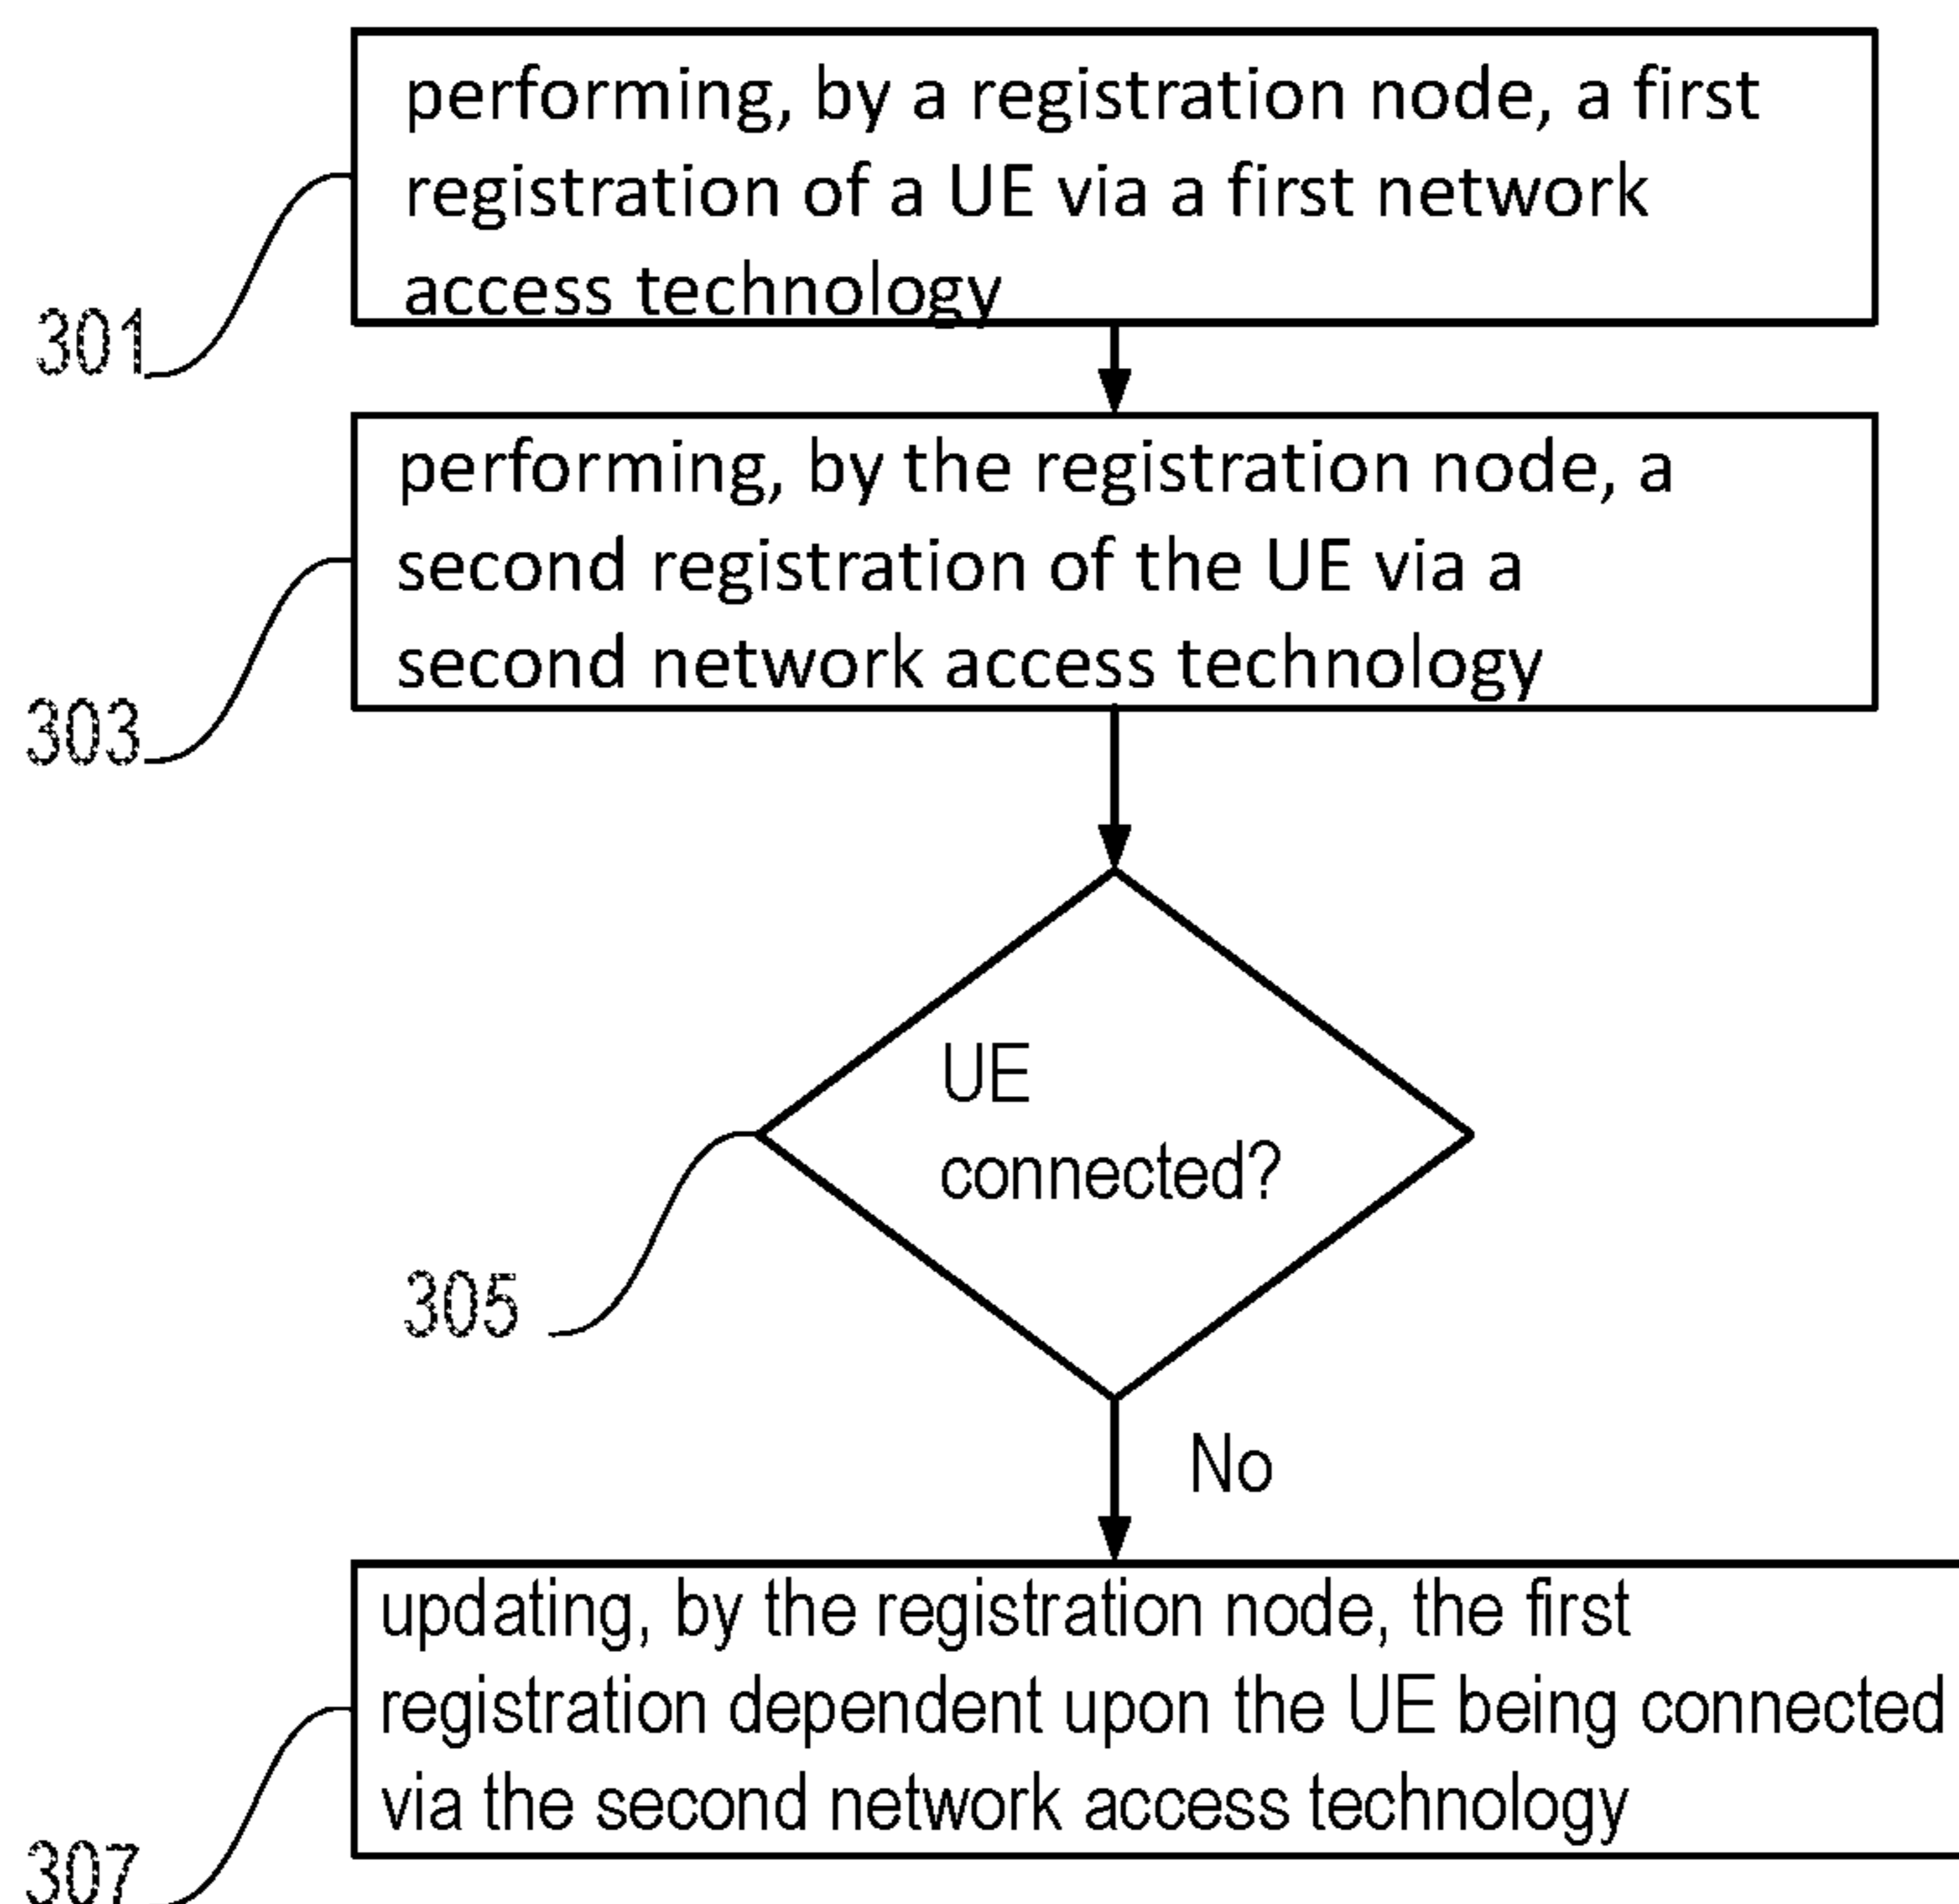 performing, by a registration node, a first
registration of a UE via a first network
access technology
301
performing, by the registration node, a
second registration of the UE via a
second network access technology
303
UE
connected?
305
No
updating, by the registration node, the first
registration dependent upon the UE being connected
via the second network access technology
307